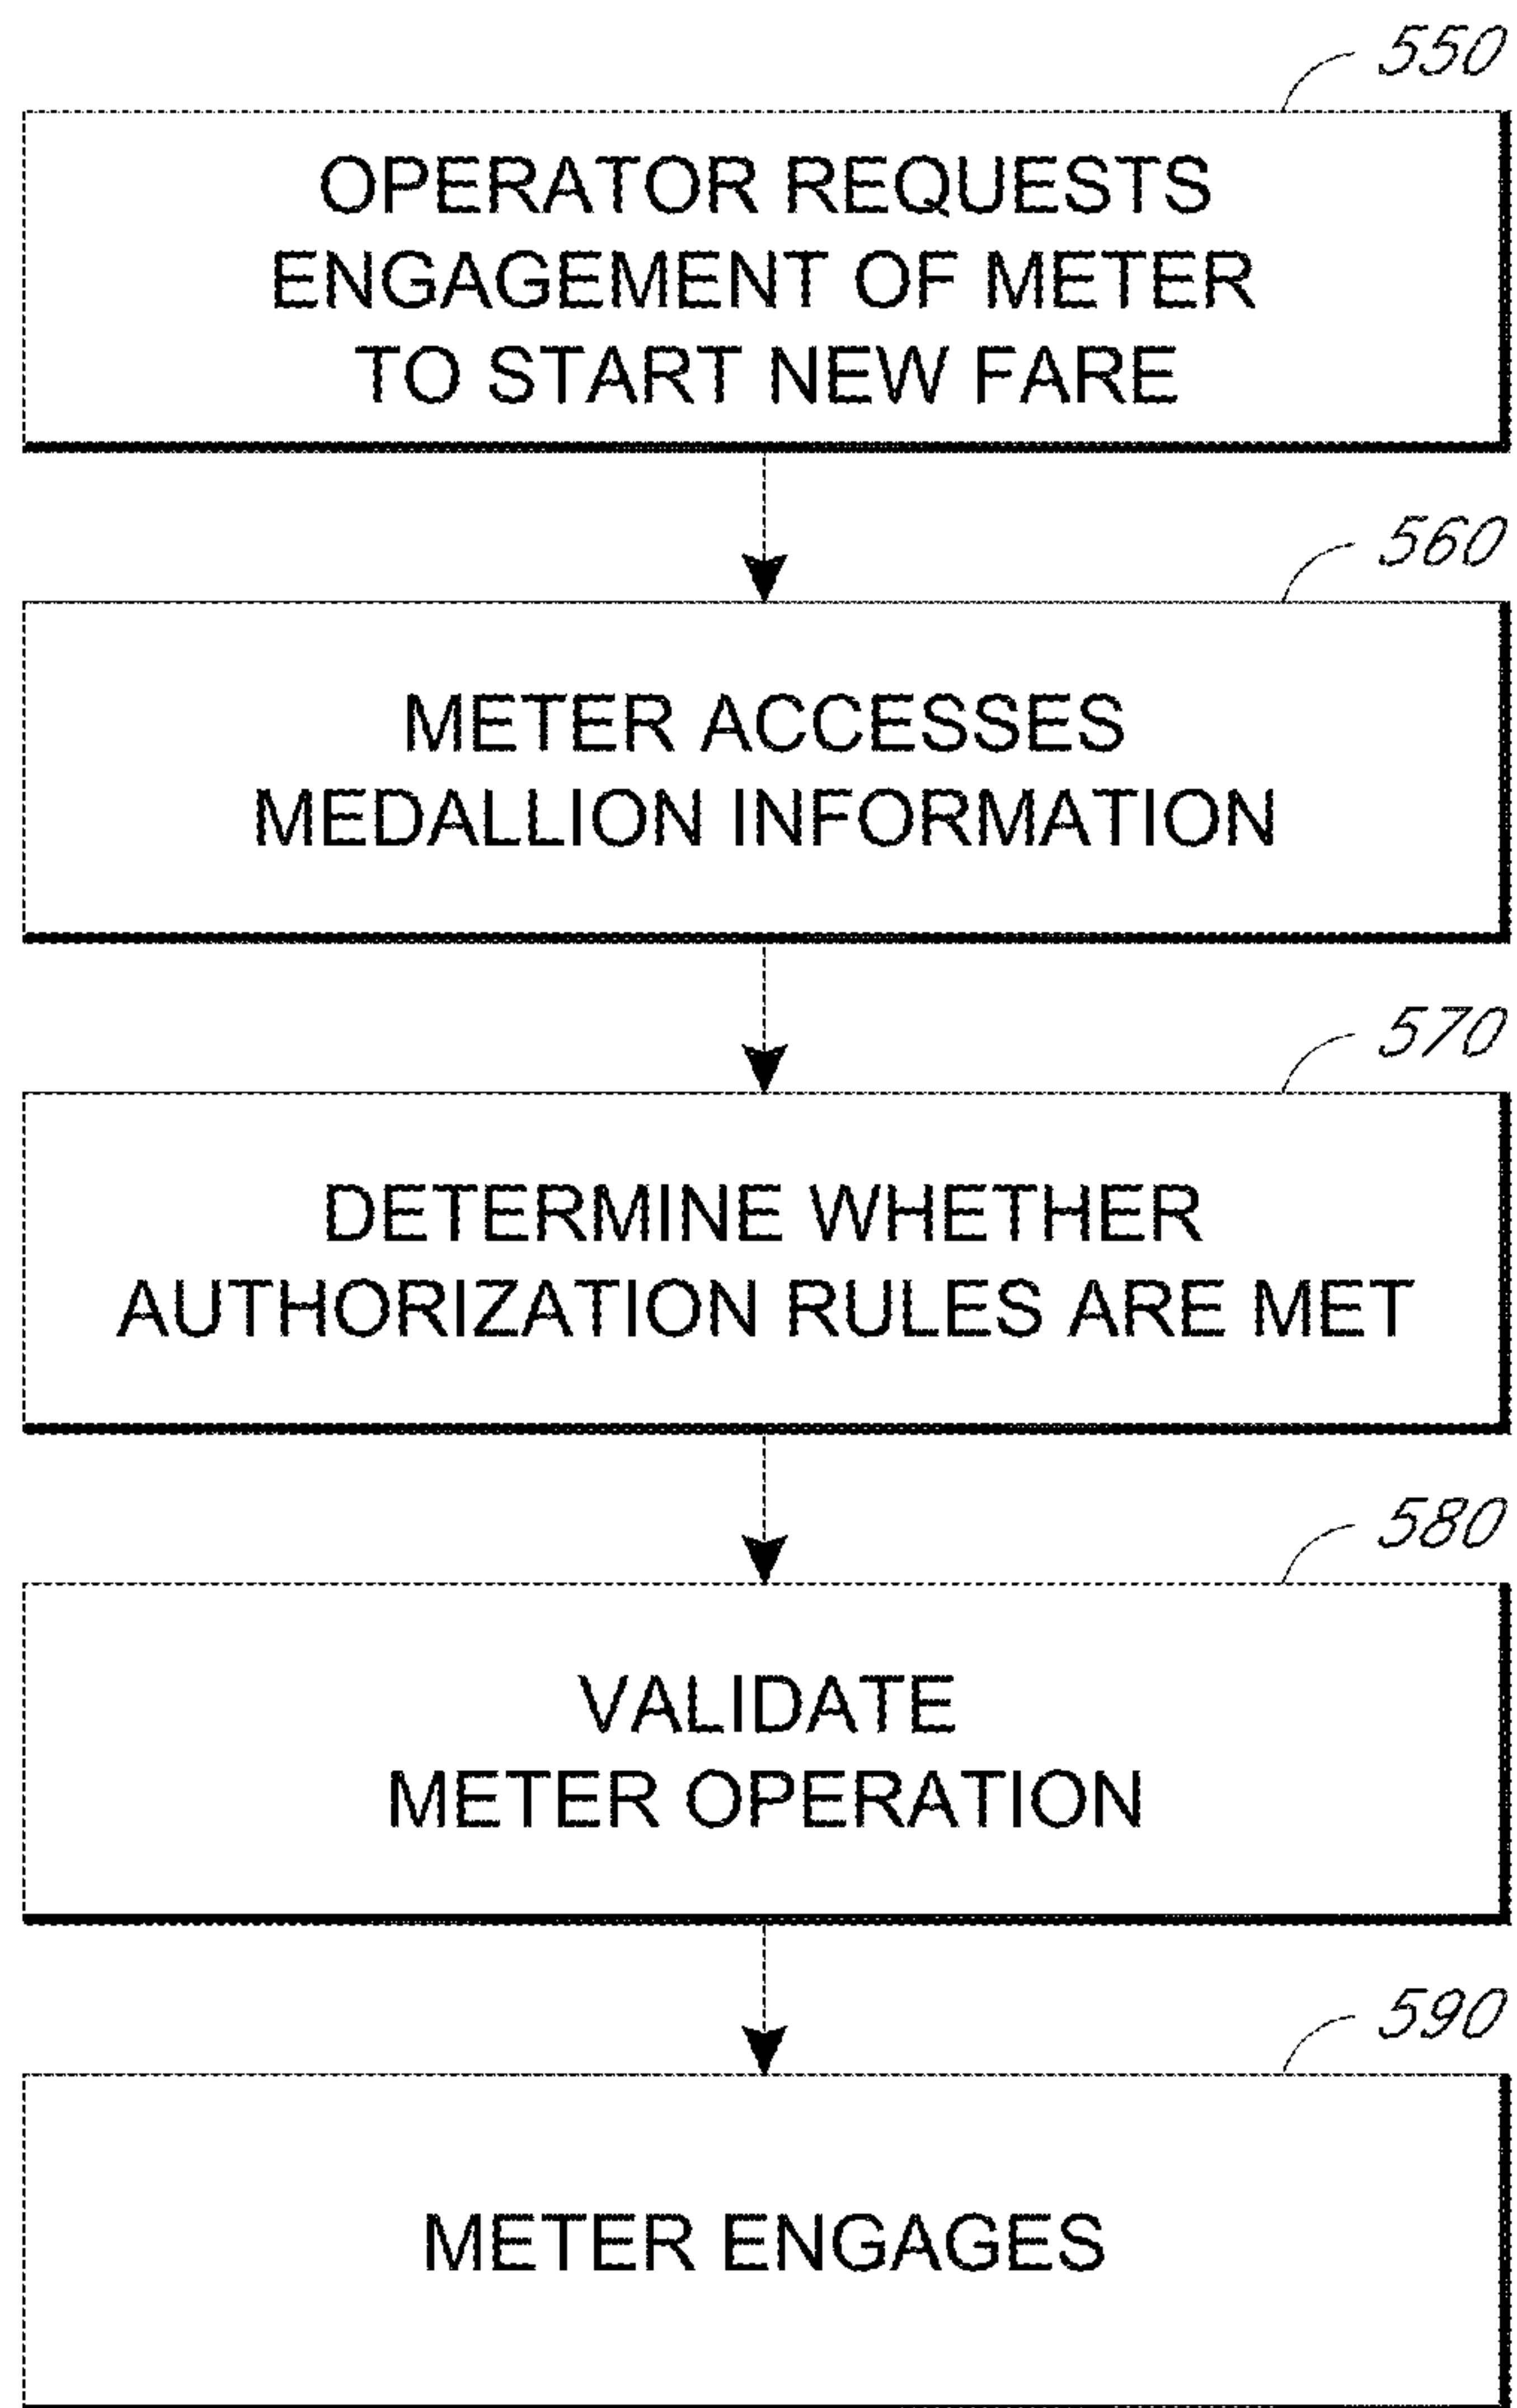 550
OPERATOR REQUESTS
ENGAGEMENT OF METER
TO START NEW FARE
560
METER ACCESSES
MEDALLION INFORMATION
570
DETERMINE WHETHER
AUTHORIZATION RULES ARE MET
580
VALIDATE
METER OPERATION
590
METER ENGAGES